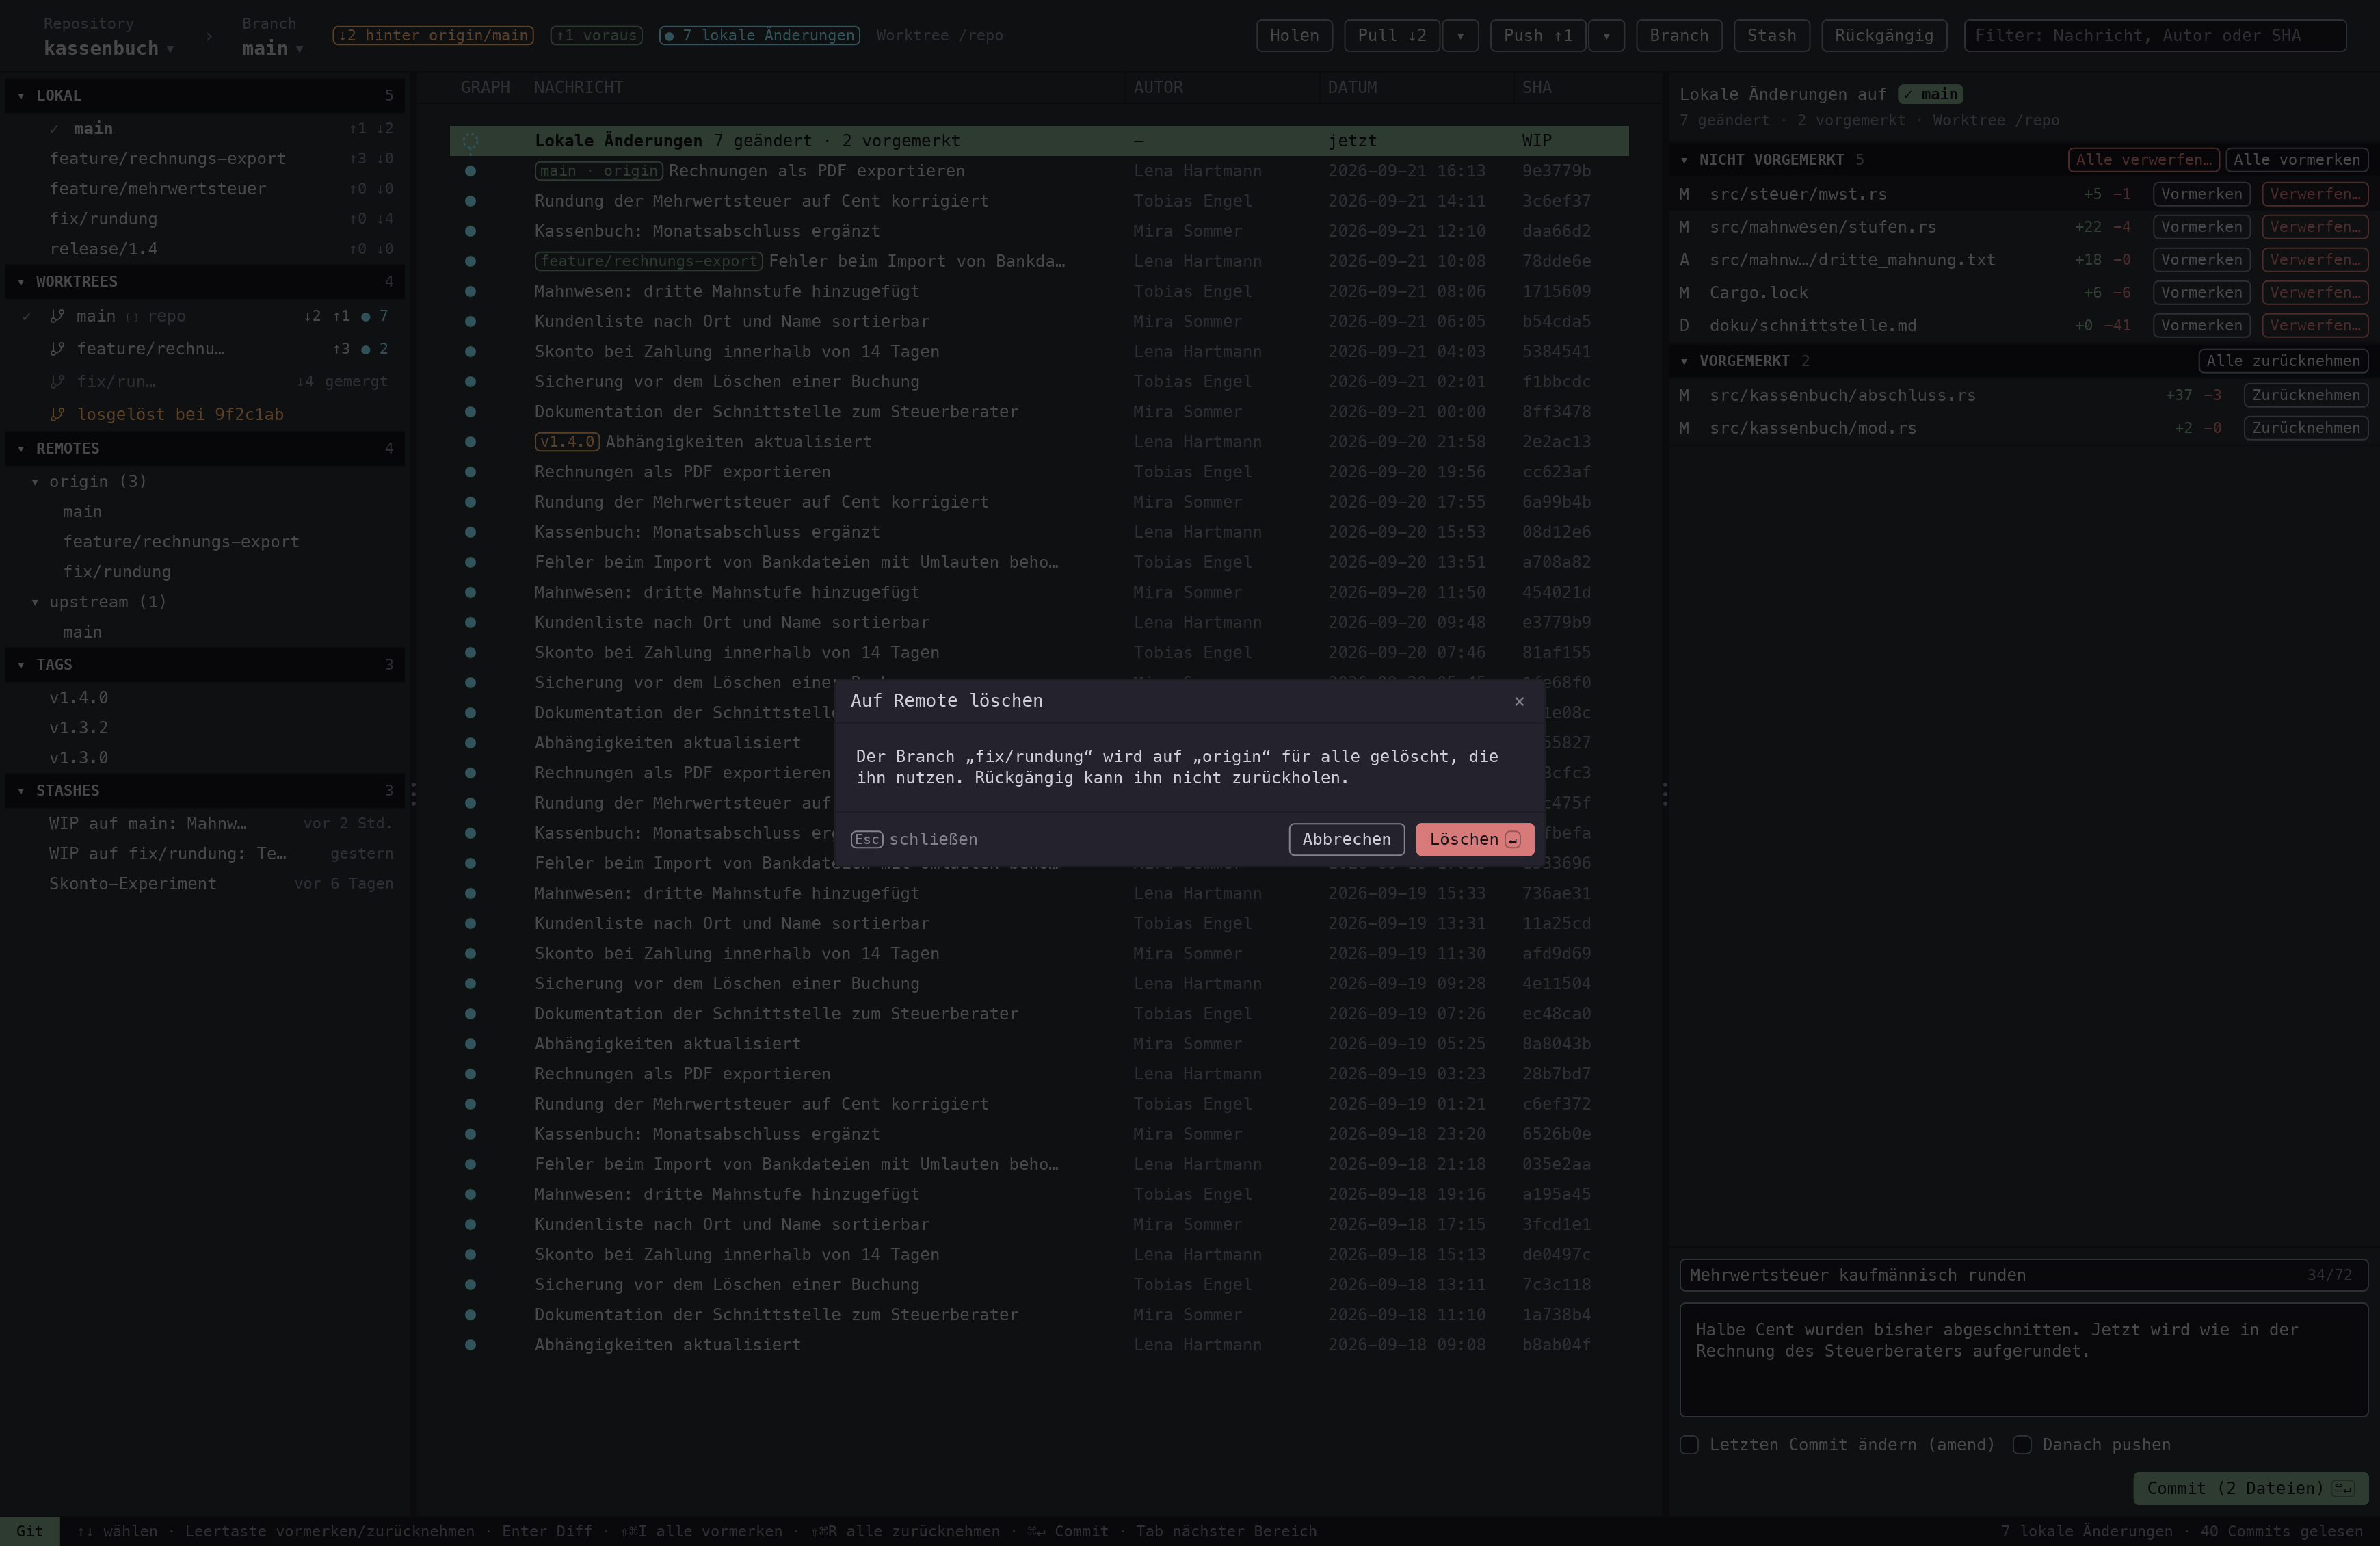 Repository
kassenbuch ▾
›
Branch
main ▾
↓2 hinter origin/main
↑1 voraus
● 7 lokale Änderungen
Worktree /repo
Holen
Pull ↓2 ▾
Push ↑1 ▾
Branch
Stash
Rückgängig
Filter: Nachricht, Autor oder SHA
▾ LOKAL 5
✓ main ↑1 ↓2
feature/rechnungs-export ↑3 ↓0
feature/mehrwertsteuer ↑0 ↓0
fix/rundung ↑0 ↓4
release/1.4 ↑0 ↓0
▾ WORKTREES 4
✓ main ▢ repo ↓2 ↑1 ● 7
feature/rechnu… ↑3 ● 2
fix/run… ↓4 gemergt
losgelöst bei 9f2c1ab
▾ REMOTES 4
▾ origin (3)
main
feature/rechnungs-export
fix/rundung
▾ upstream (1)
main
▾ TAGS 3
v1.4.0
v1.3.2
v1.3.0
▾ STASHES 3
WIP auf main: Mahnw… vor 2 Std.
WIP auf fix/rundung: Te… gestern
Skonto-Experiment vor 6 Tagen
GRAPH NACHRICHT AUTOR DATUM SHA
Lokale Änderungen 7 geändert · 2 vorgemerkt — jetzt WIP
main · origin Rechnungen als PDF exportieren Lena Hartmann 2026-09-21 16:13 9e3779b
Rundung der Mehrwertsteuer auf Cent korrigiert Tobias Engel 2026-09-21 14:11 3c6ef37
Kassenbuch: Monatsabschluss ergänzt Mira Sommer 2026-09-21 12:10 daa66d2
feature/rechnungs-export Fehler beim Import von Bankda… Lena Hartmann 2026-09-21 10:08 78dde6e
Mahnwesen: dritte Mahnstufe hinzugefügt Tobias Engel 2026-09-21 08:06 1715609
Kundenliste nach Ort und Name sortierbar Mira Sommer 2026-09-21 06:05 b54cda5
Skonto bei Zahlung innerhalb von 14 Tagen Lena Hartmann 2026-09-21 04:03 5384541
Sicherung vor dem Löschen einer Buchung Tobias Engel 2026-09-21 02:01 f1bbcdc
Dokumentation der Schnittstelle zum Steuerberater Mira Sommer 2026-09-21 00:00 8ff3478
v1.4.0 Abhängigkeiten aktualisiert Lena Hartmann 2026-09-20 21:58 2e2ac13
Rechnungen als PDF exportieren Tobias Engel 2026-09-20 19:56 cc623af
Rundung der Mehrwertsteuer auf Cent korrigiert Mira Sommer 2026-09-20 17:55 6a99b4b
Kassenbuch: Monatsabschluss ergänzt Lena Hartmann 2026-09-20 15:53 08d12e6
Fehler beim Import von Bankdateien mit Umlauten beho… Tobias Engel 2026-09-20 13:51 a708a82
Mahnwesen: dritte Mahnstufe hinzugefügt Mira Sommer 2026-09-20 11:50 454021d
Kundenliste nach Ort und Name sortierbar Lena Hartmann 2026-09-20 09:48 e3779b9
Skonto bei Zahlung innerhalb von 14 Tagen Tobias Engel 2026-09-20 07:46 81af155
Sicherung vor dem Löschen einer
Dokumentation der Schnittstelle
Abhängigkeiten aktualisiert
Rechnungen als PDF exportieren
Rundung der Mehrwertsteuer auf
Kassenbuch: Monatsabschluss
Fehler beim Import von
Mahnwesen: dritte Mahnstufe hinzugefügt Lena Hartmann 2026-09-19 15:33 736ae31
Kundenliste nach Ort und Name sortierbar Tobias Engel 2026-09-19 13:31 11a25cd
Skonto bei Zahlung innerhalb von 14 Tagen Mira Sommer 2026-09-19 11:30 afd9d69
Sicherung vor dem Löschen einer Buchung Lena Hartmann 2026-09-19 09:28 4e11504
Dokumentation der Schnittstelle zum Steuerberater Tobias Engel 2026-09-19 07:26 ec48ca0
Abhängigkeiten aktualisiert Mira Sommer 2026-09-19 05:25 8a8043b
Rechnungen als PDF exportieren Lena Hartmann 2026-09-19 03:23 28b7bd7
Rundung der Mehrwertsteuer auf Cent korrigiert Tobias Engel 2026-09-19 01:21 c6ef372
Kassenbuch: Monatsabschluss ergänzt Mira Sommer 2026-09-18 23:20 6526b0e
Fehler beim Import von Bankdateien mit Umlauten beho… Lena Hartmann 2026-09-18 21:18 035e2aa
Mahnwesen: dritte Mahnstufe hinzugefügt Tobias Engel 2026-09-18 19:16 a195a45
Kundenliste nach Ort und Name sortierbar Mira Sommer 2026-09-18 17:15 3fcd1e1
Skonto bei Zahlung innerhalb von 14 Tagen Lena Hartmann 2026-09-18 15:13 de0497c
Sicherung vor dem Löschen einer Buchung Tobias Engel 2026-09-18 13:11 7c3c118
Dokumentation der Schnittstelle zum Steuerberater Mira Sommer 2026-09-18 11:10 1a738b4
Abhängigkeiten aktualisiert Lena Hartmann 2026-09-18 09:08 b8ab04f
Auf Remote löschen ×
Der Branch „fix/rundung“ wird auf „origin“ für alle gelöscht, die
ihn nutzen. Rückgängig kann ihn nicht zurückholen.
Esc schließen
Abbrechen
Löschen ↵
Lokale Änderungen auf ✓ main
7 geändert · 2 vorgemerkt · Worktree /repo
▾ NICHT VORGEMERKT 5 Alle verwerfen… Alle vormerken
M src/steuer/mwst.rs +5 −1 Vormerken Verwerfen…
M src/mahnwesen/stufen.rs +22 −4 Vormerken Verwerfen…
A src/mahnw…/dritte_mahnung.txt +18 −0 Vormerken Verwerfen…
M Cargo.lock +6 −6 Vormerken Verwerfen…
D doku/schnittstelle.md +0 −41 Vormerken Verwerfen…
▾ VORGEMERKT 2 Alle zurücknehmen
M src/kassenbuch/abschluss.rs +37 −3 Zurücknehmen
M src/kassenbuch/mod.rs +2 −0 Zurücknehmen
Mehrwertsteuer kaufmännisch runden 34/72
Halbe Cent wurden bisher abgeschnitten. Jetzt wird wie in der
Rechnung des Steuerberaters aufgerundet.
Letzten Commit ändern (amend)
Danach pushen
Commit (2 Dateien) ⌘↵
Git
↑↓ wählen · Leertaste vormerken/zurücknehmen · Enter Diff · ⇧⌘I alle vormerken · ⇧⌘R alle zurücknehmen · ⌘↵ Commit · Tab nächster Bereich
7 lokale Änderungen · 40 Commits gelesen